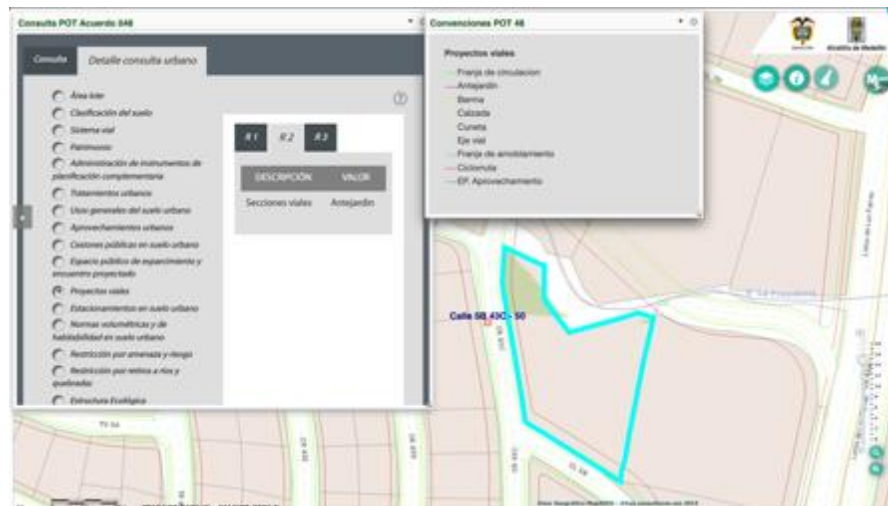 Consulta POT Acuerdo 048
Consulta
Detalle consulta urbano
Área lote
Clasificación del suelo
Sistema vial
Patrimonio
Administración de instrumentos de
planificación complementaria
Tratamientos urbanos
Usos generales del suelo urbano
Aprovechamientos urbanos
Cesiones públicas en suelo urbano
Espacio público de esparcimiento y
encuentro proyectado
Proyectos viales
Estacionamientos en suelo urbano
Normas volumétricas y de
habitabilidad en suelo urbano
Restricción por amenaza y riesgo
Restricción por retiros a ríos y
quebradas
Estructura Ecológica
R 1
R 2
R 3
DESCRIPCIÓN VALOR
Secciones viales Antejardin
Convenciones POT 48
Proyectos viales
Franja de circulacion
Antejardin
Berma
Calzada
Cuneta
Eje vial
Franja de amoblamiento
Ciclorruta
EP. Aprovechamiento
Alcaldía de Medellín
Calle 5B 43C - 50